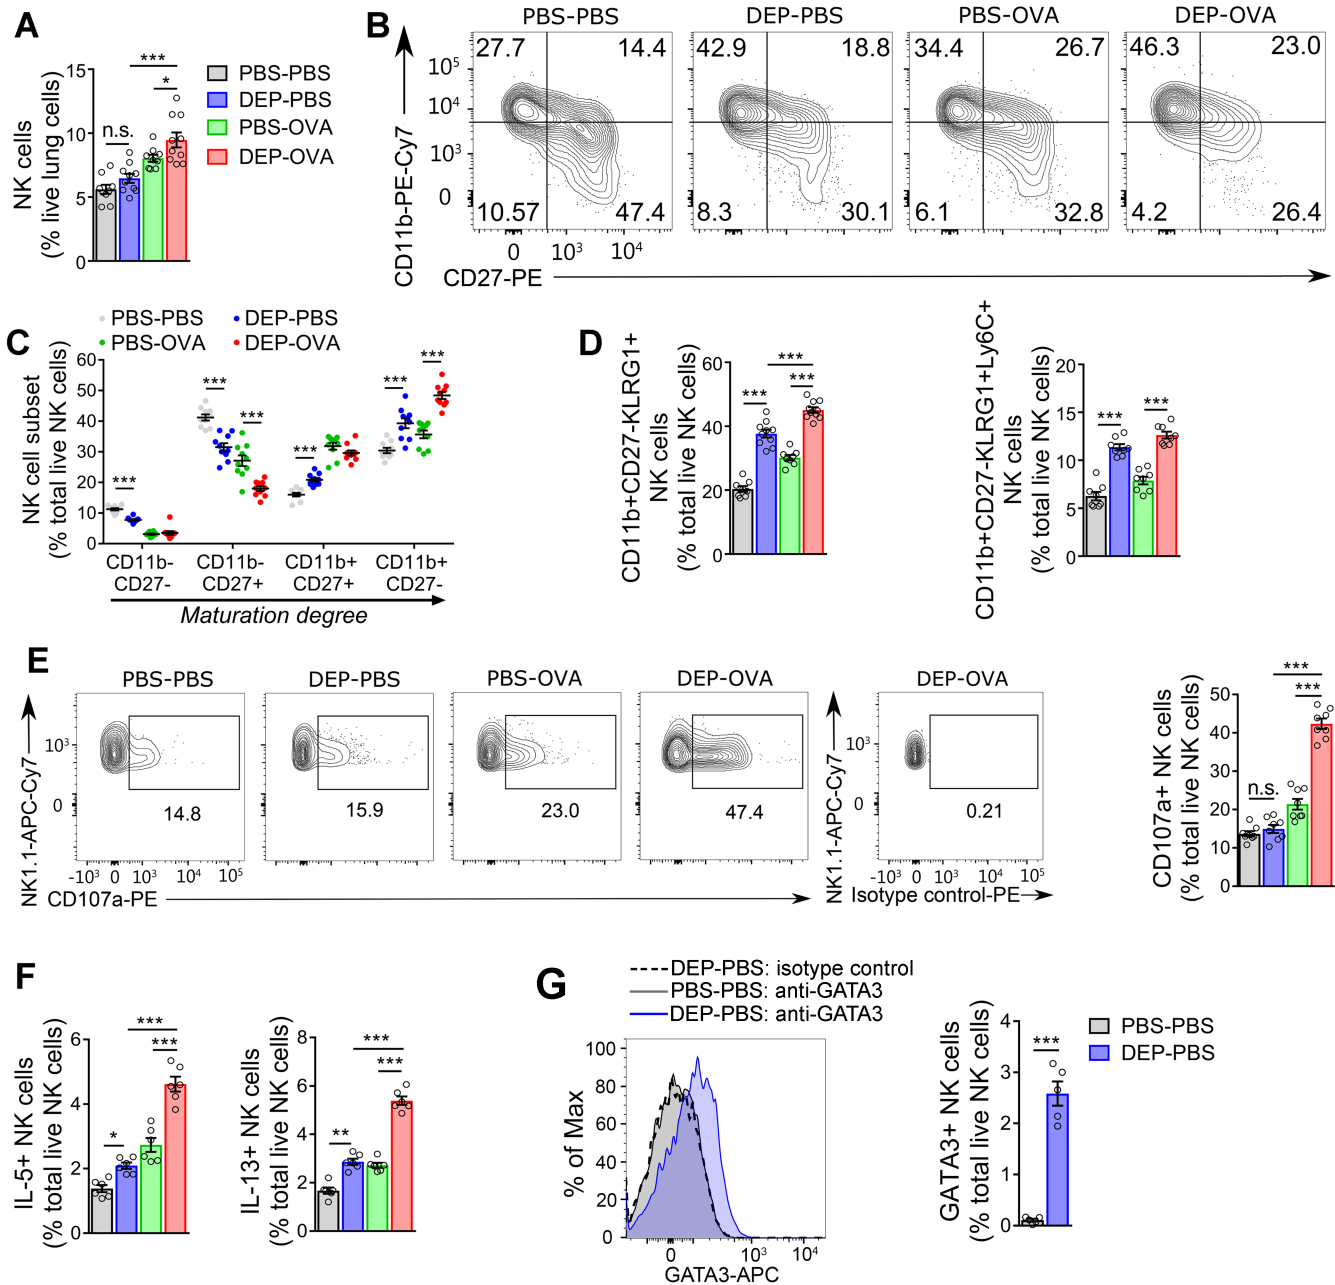 A
NK cells
(% live lung cells)
15
10
5
0
n.s.
***
*
PBS-PBS
DEP-PBS
PBS-OVA
DEP-OVA
B
PBS-PBS
DEP-PBS
PBS-OVA
DEP-OVA
27.7
14.4
42.9
18.8
34.4
26.7
46.3
23.0
10.57
47.4
8.3
30.1
6.1
32.8
4.2
26.4
CD11b-PE-Cy7
10⁵
10⁴
10³
0
0
10³
10⁴
CD27-PE
C
PBS-PBS
DEP-PBS
PBS-OVA
DEP-OVA
NK cell subset
(% total live NK cells)
60
50
40
30
20
10
0
***
***
***
***
***
***
CD11b-
CD27-
CD11b-
CD27+
CD11b+
CD27+
CD11b+
CD27-
Maturation degree
D
CD11b+CD27-KLRG1+
NK cells
(% total live NK cells)
60
40
20
0
***
***
***
CD11b+CD27-KLRG1+Ly6C+
NK cells
(% total live NK cells)
20
15
10
5
0
***
***
E
PBS-PBS
DEP-PBS
PBS-OVA
DEP-OVA
DEP-OVA
NK1.1-APC-Cy7
10³
0
14.8
15.9
23.0
47.4
-10³ 0 10³ 10⁴ 10⁵
CD107a-PE
NK1.1-APC-Cy7
10³
0
0.21
-10³ 0 10³ 10⁴ 10⁵
Isotype control-PE
CD107a+ NK cells
(% total live NK cells)
50
30
20
10
0
n.s.
***
***
F
IL-5+ NK cells
(% total live NK cells)
6
4
2
0
*
***
***
IL-13+ NK cells
(% total live NK cells)
8
6
4
2
0
**
***
***
G
DEP-PBS: isotype control
PBS-PBS: anti-GATA3
DEP-PBS: anti-GATA3
% of Max
100
80
60
40
20
0
0
10³
10⁴
GATA3-APC
GATA3+ NK cells
(% total live NK cells)
4
3
2
1
0
***
PBS-PBS
DEP-PBS